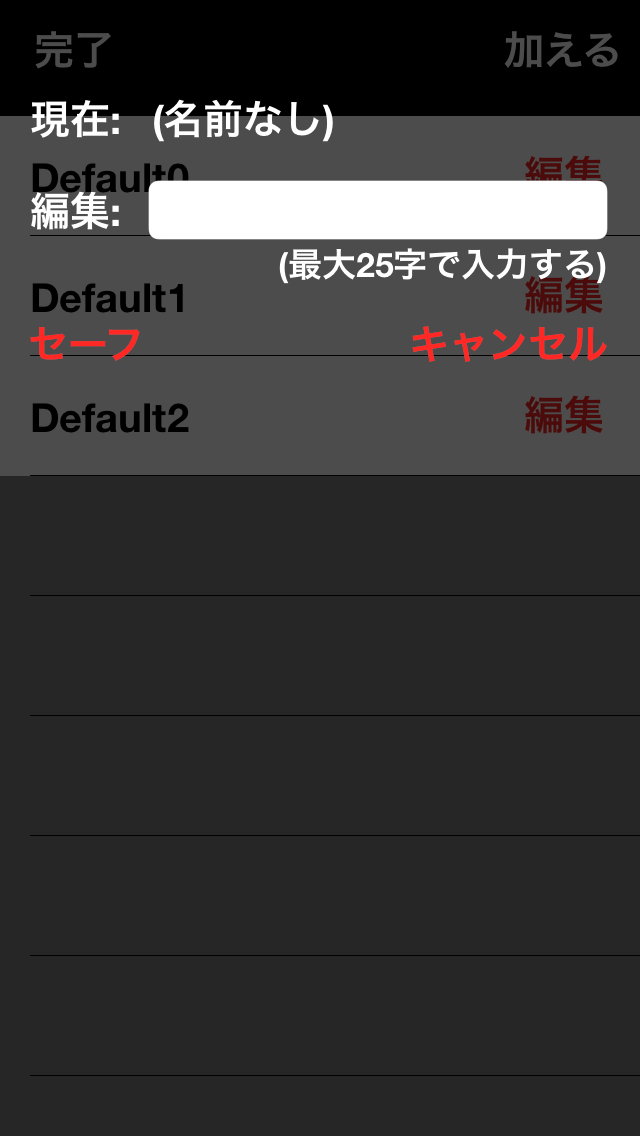 完了 加える
現在: (名前なし)
Default0 編集
編集:
(最大25字で入力する)
Default1 編集
セーフ キャンセル
Default2 編集